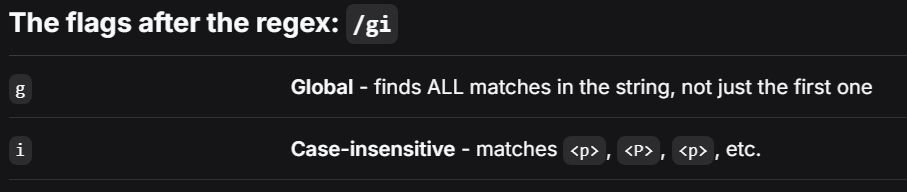 The flags after the regex: /gi
g Global - finds ALL matches in the string, not just the first one
i Case-insensitive - matches <p>, <P>, <p>, etc.